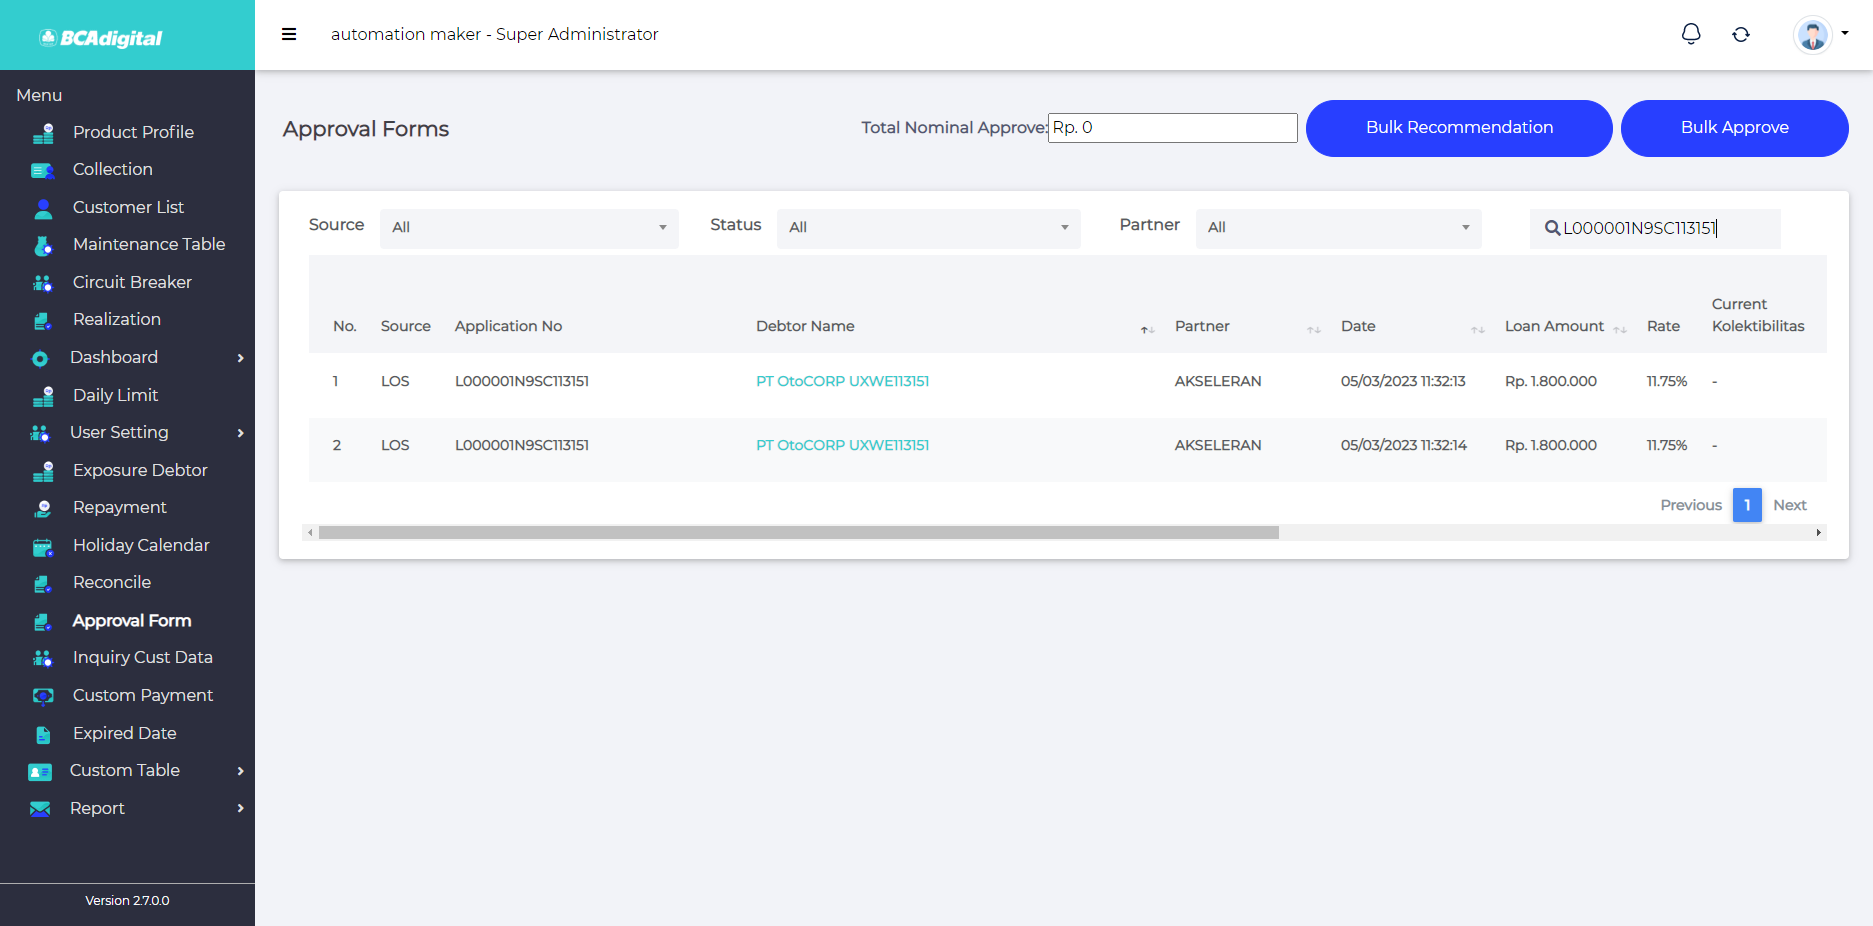 BCAdigital
automation maker - Super Administrator
Menu
Product Profile
Collection
Customer List
Maintenance Table
Circuit Breaker
Realization
Dashboard
Daily Limit
User Setting
Exposure Debtor
Repayment
Holiday Calendar
Reconcile
Approval Form
Inquiry Cust Data
Custom Payment
Expired Date
Custom Table
Report
Version 2.7.0.0
Approval Forms
Total Nominal Approve: Rp. 0
Bulk Recommendation
Bulk Approve
Source All Status All Partner All L000001N9SC113151
No. Source Application No Debtor Name Partner Date Loan Amount Rate Current Kolektibilitas
1 LOS L000001N9SC113151 PT OtoCORP UXWE113151 AKSELERAN 05/03/2023 11:32:13 Rp. 1.800.000 11.75% -
2 LOS L000001N9SC113151 PT OtoCORP UXWE113151 AKSELERAN 05/03/2023 11:32:14 Rp. 1.800.000 11.75% -
Previous 1 Next